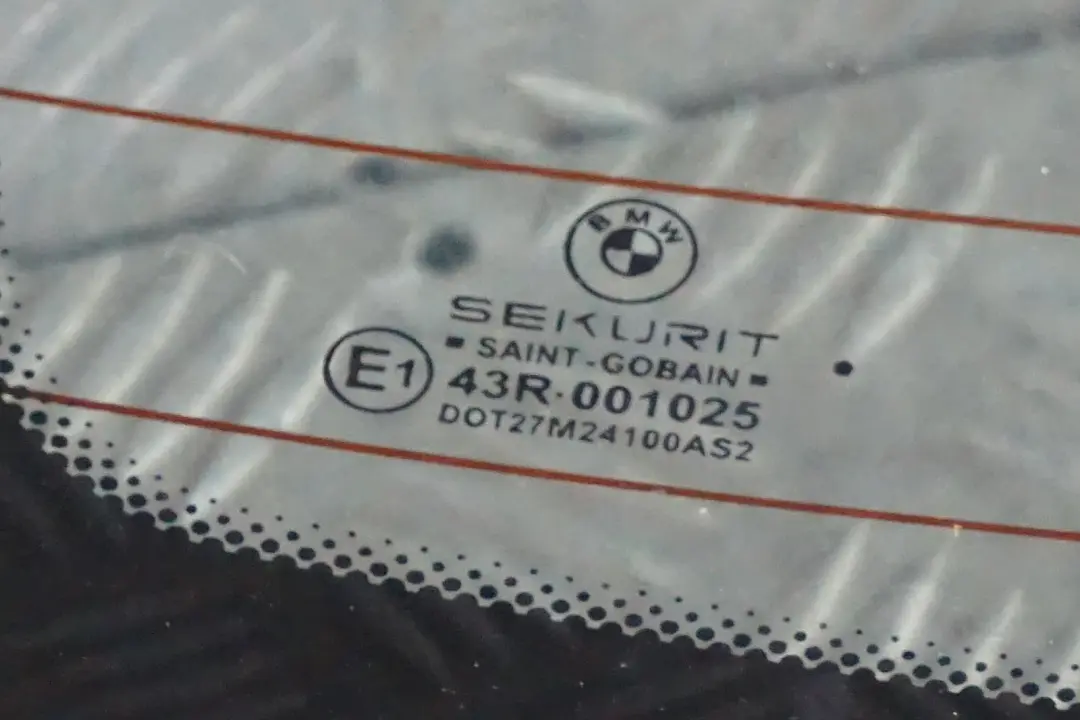 BMW
SEKURIT
SAINT-GOBAIN
E1
43R·001025
DOT27M24100AS2